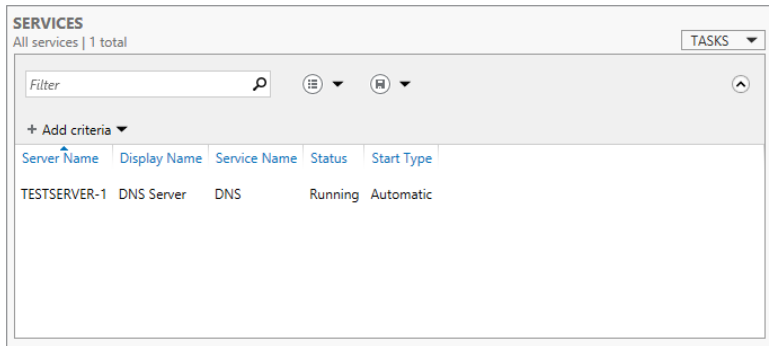 SERVICES
All services | 1 total
TASKS
Filter
+ Add criteria
Server Name Display Name Service Name Status Start Type
TESTSERVER-1 DNS Server DNS Running Automatic